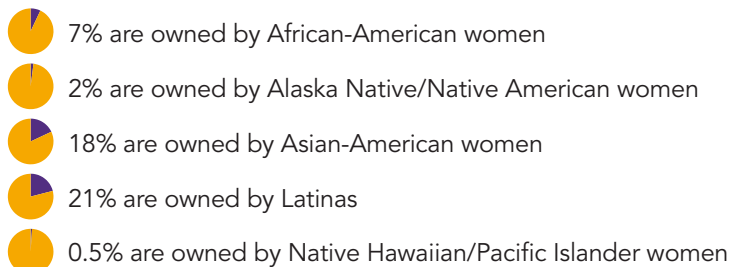 7% are owned by African-American women
2% are owned by Alaska Native/Native American women
18% are owned by Asian-American women
21% are owned by Latinas
0.5% are owned by Native Hawaiian/Pacific Islander women